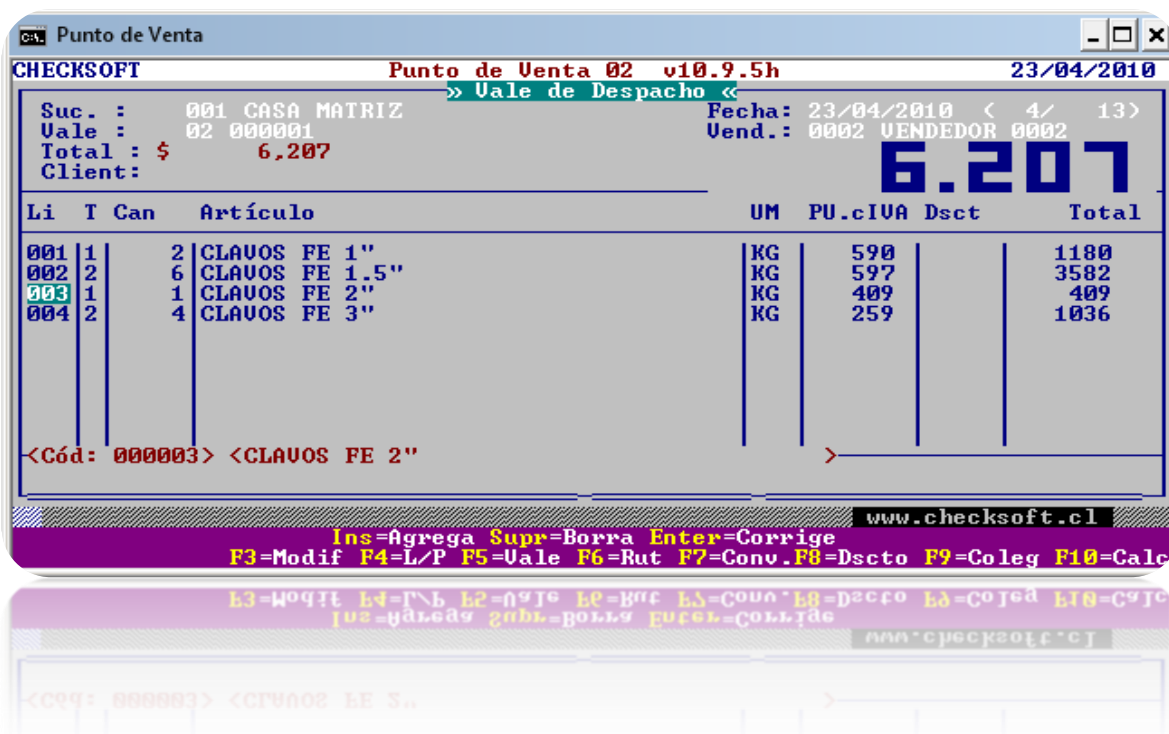 Punto de Venta
CHECKSOFT Punto de Venta 02 v10.9.5h 23/04/2010
» Vale de Despacho «
Suc. : 001 CASA MATRIZ Fecha: 23/04/2010 ( 4/ 13)
Vale : 02 000001 Vend.: 0002 VENDEDOR 0002
Total : $ 6,207 6.207
Client:
Li T Can Artículo UM PU.cIVA Dsct Total
001 1 2 CLAVOS FE 1" KG 590 1180
002 2 6 CLAVOS FE 1.5" KG 597 3582
003 1 1 CLAVOS FE 2" KG 409 409
004 2 4 CLAVOS FE 3" KG 259 1036
<Cód: 000003> <CLAVOS FE 2" >
www.checksoft.cl
Ins=Agrega Supr=Borra Enter=Corrige
F3=Modif F4=L/P F5=Vale F6=Rut F7=Conv.F8=Dscto F9=Coleg F10=Calc